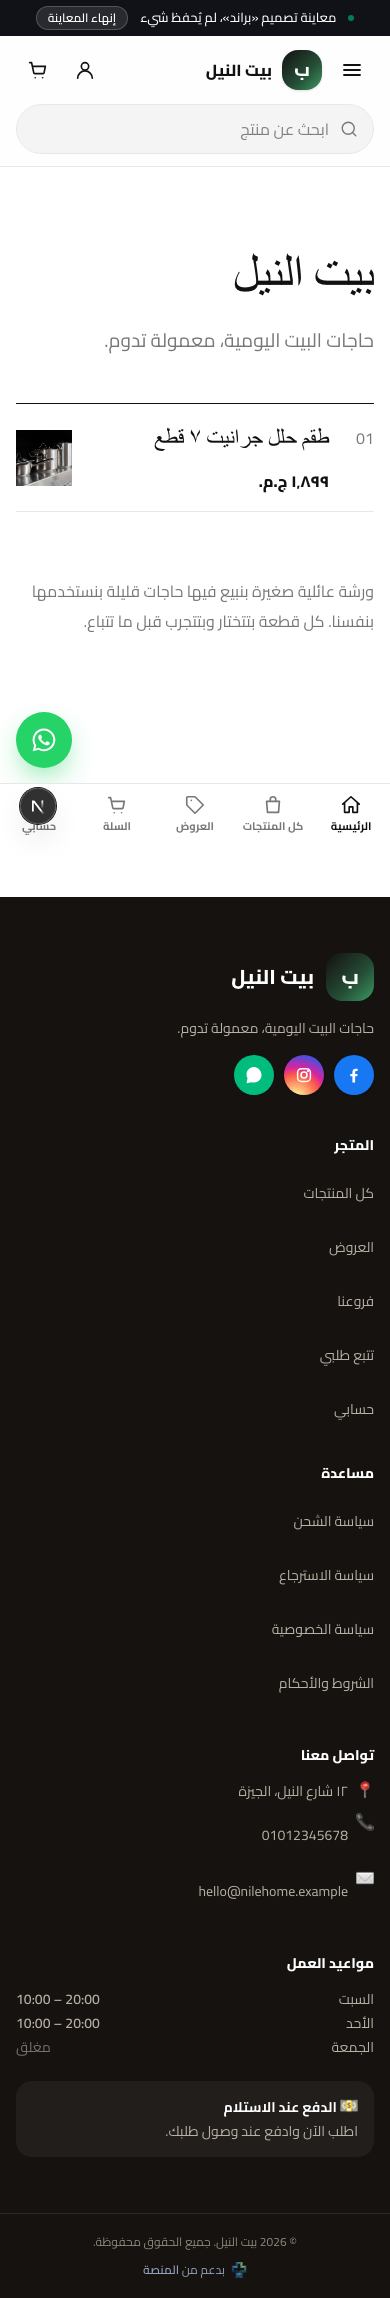 معاينة تصميم «براند»، لم يُحفظ شيء
إنهاء المعاينة
ب
بيت النيل
ابحث عن منتج
بيت النيل
حاجات البيت اليومية، معمولة تدوم.
01
طقم حلل جرانيت ٧ قطع
١,٨٩٩ ج.م.
ورشة عائلية صغيرة بنبيع فيها حاجات قليلة بنستخدمها
بنفسنا. كل قطعة بتتختار وبتتجرب قبل ما تتباع.
الرئيسية
كل المنتجات
العروض
السلة
حسابي
N
ب
بيت النيل
حاجات البيت اليومية، معمولة تدوم.
المتجر
كل المنتجات
العروض
فروعنا
تتبع طلبي
حسابي
مساعدة
سياسة الشحن
سياسة الاسترجاع
سياسة الخصوصية
الشروط والأحكام
تواصل معنا
١٢ شارع النيل، الجيزة
01012345678
hello@nilehome.example
مواعيد العمل
السبت 10:00 – 20:00
الأحد 10:00 – 20:00
الجمعة مغلق
الدفع عند الاستلام
اطلب الآن وادفع عند وصول طلبك.
© 2026 بيت النيل. جميع الحقوق محفوظة.
بدعم من المنصة